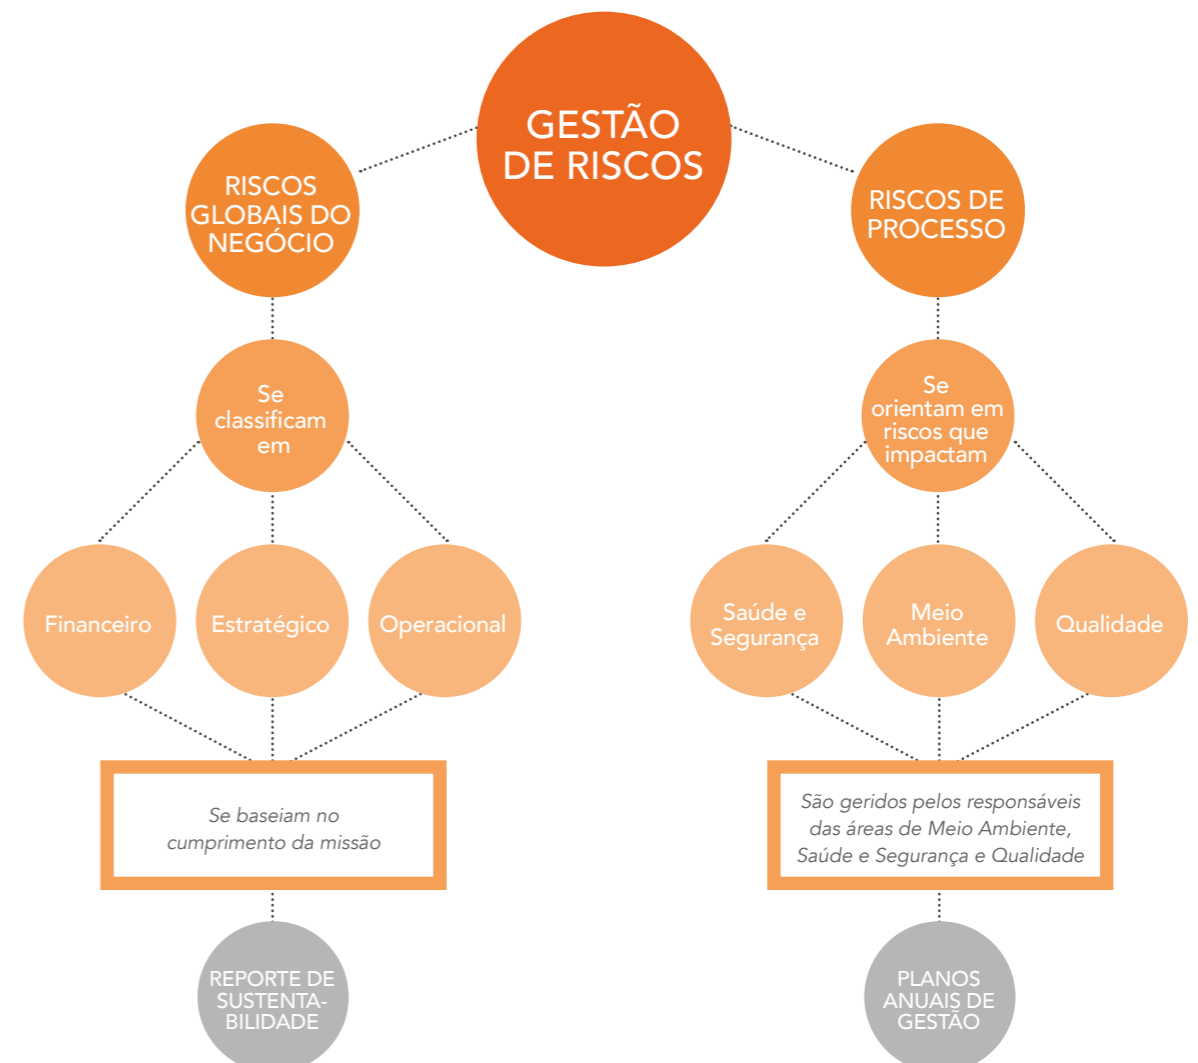 GESTÃO
DE RISCOS
RISCOS
GLOBAIS DO
NEGÓCIO
RISCOS DE
PROCESSO
Se
classificam
em
Se
orientam em
riscos que
impactam
Financeiro
Estratégico
Operacional
Saúde e
Segurança
Meio
Ambiente
Qualidade
Se baseiam no
cumprimento da missão
São geridos pelos responsáveis
das áreas de Meio Ambiente,
Saúde e Segurança e Qualidade
REPORTE DE
SUSTENTA-
BILIDADE
PLANOS
ANUAIS DE
GESTÃO